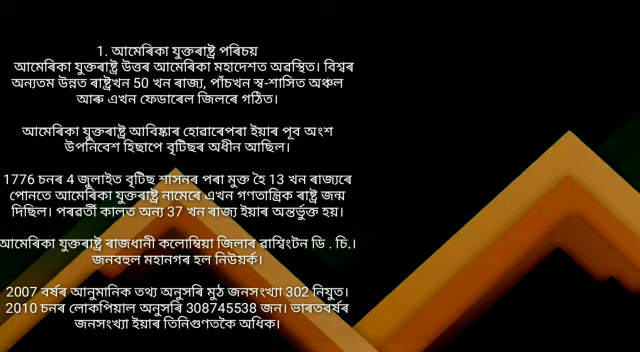 1. আমেৰিকা যুক্তৰাষ্ট্ৰ পৰিচয়
আমেৰিকা যুক্তৰাষ্ট্ৰ উত্তৰ আমেৰিকা মহাদেশত অৱস্থিত। বিশ্বৰ
অন্যতম উন্নত ৰাষ্ট্ৰখন 50 খন ৰাজ্য, পাঁচখন স্ব-শাসিত অঞ্চল
আৰু এখন ফেডাৰেল জিলৰে গঠিত।
আমেৰিকা যুক্তৰাষ্ট্ৰ আবিষ্কাৰ হোৱাৰেপৰা ইয়াৰ পূব অংশ
উপনিবেশ হিছাপে বৃটিছৰ অধীন আছিল।
1776 চনৰ 4 জুলাইত বৃটিছ শাসনৰ পৰা মুক্ত হৈ 13 খন ৰাজ্যৰে
পোনতে আমেৰিকা যুক্তৰাষ্ট্ৰ নামেৰে এখন গণতান্ত্ৰিক ৰাষ্ট্ৰ জন্ম
দিছিল। পৰৱৰ্তী কালত অন্য 37 খন ৰাজ্য ইয়াৰ অন্তৰ্ভুক্ত হয়।
আমেৰিকা যুক্তৰাষ্ট্ৰ ৰাজধানী কলোম্বিয়া জিলাৰ ৱাশ্বিংটন ডি . চি.।
জনবহুল মহানগৰ হল নিউয়ৰ্ক।
2007 বৰ্ষৰ আনুমানিক তথ্য অনুসৰি মুঠ জনসংখ্যা 302 নিযুত।
2010 চনৰ লোকপিয়াল অনুসৰি 308745538 জন। ভাৰতবৰ্ষৰ
জনসংখ্যা ইয়াৰ তিনিগুণতকৈ অধিক।